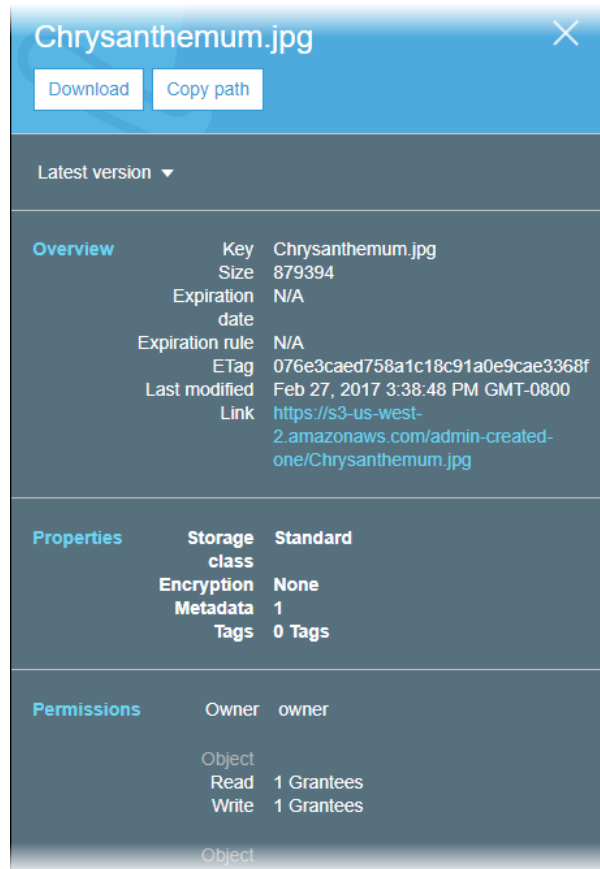 Chrysanthemum.jpg
Download Copy path
Latest version
Overview Key Chrysanthemum.jpg
Size 879394
Expiration N/A
date
Expiration rule N/A
ETag 076e3caed758a1c18c91a0e9cae3368f
Last modified Feb 27, 2017 3:38:48 PM GMT-0800
Link https://s3-us-west-
2.amazonaws.com/admin-created-
one/Chrysanthemum.jpg
Properties Storage Standard
class
Encryption None
Metadata 1
Tags 0 Tags
Permissions Owner owner
Object
Read 1 Grantees
Write 1 Grantees
Object